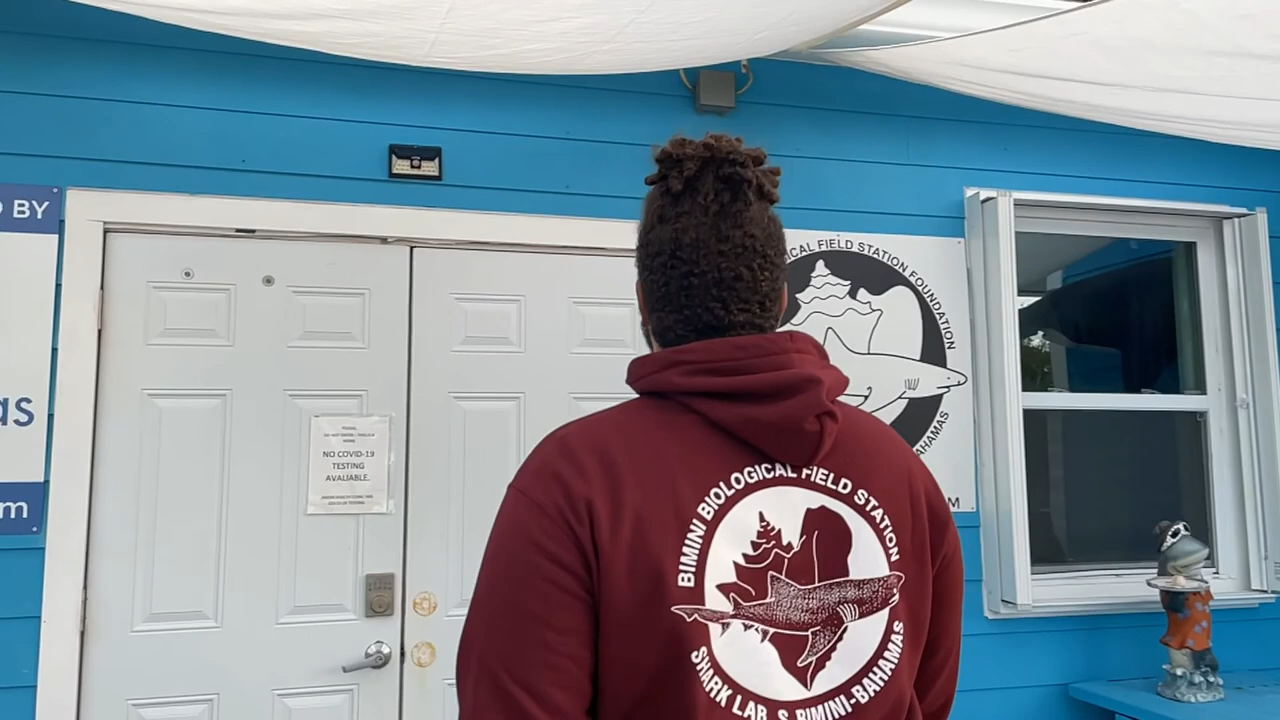 D BY
as
m
NO COVID-19
TESTING
AVALIABLE.
ICAL FIELD STATION FOUNDATION
AHAMAS
M
BIMINI BIOLOGICAL FIELD STATION
SHARK LAB S. BIMINI-BAHAMAS